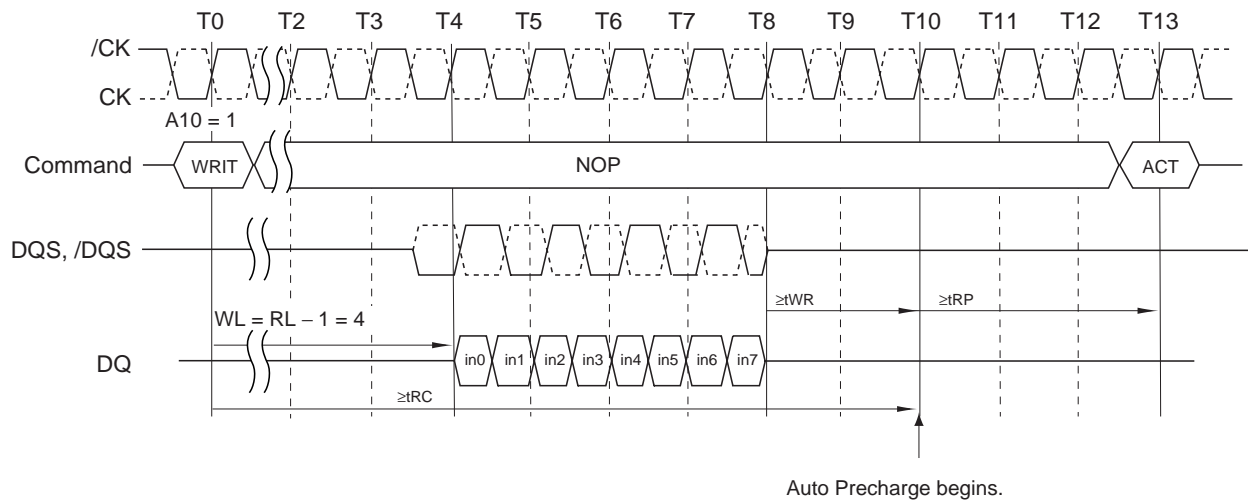 T0 T2 T3 T4 T5 T6 T7 T8 T9 T10 T11 T12 T13
/CK
CK
A10 = 1
Command WRIT NOP ACT
DQS, /DQS
≥tWR ≥tRP
WL = RL − 1 = 4
DQ in0 in1 in2 in3 in4 in5 in6 in7
≥tRC
Auto Precharge begins.